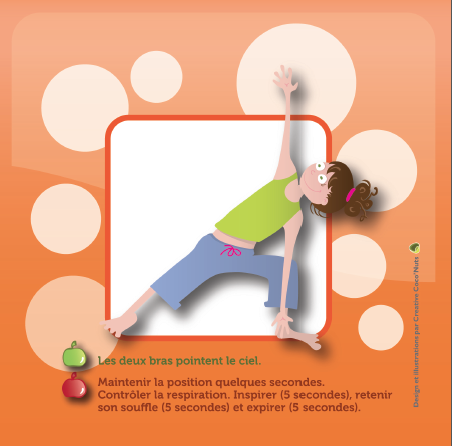 Les deux bras pointent le ciel.
Maintenir la position quelques secondes.
Contrôler la respiration. Inspirer (5 secondes), retenir
son souffle (5 secondes) et expirer (5 secondes).
Design et illustrations par Creative Coco'Nuts